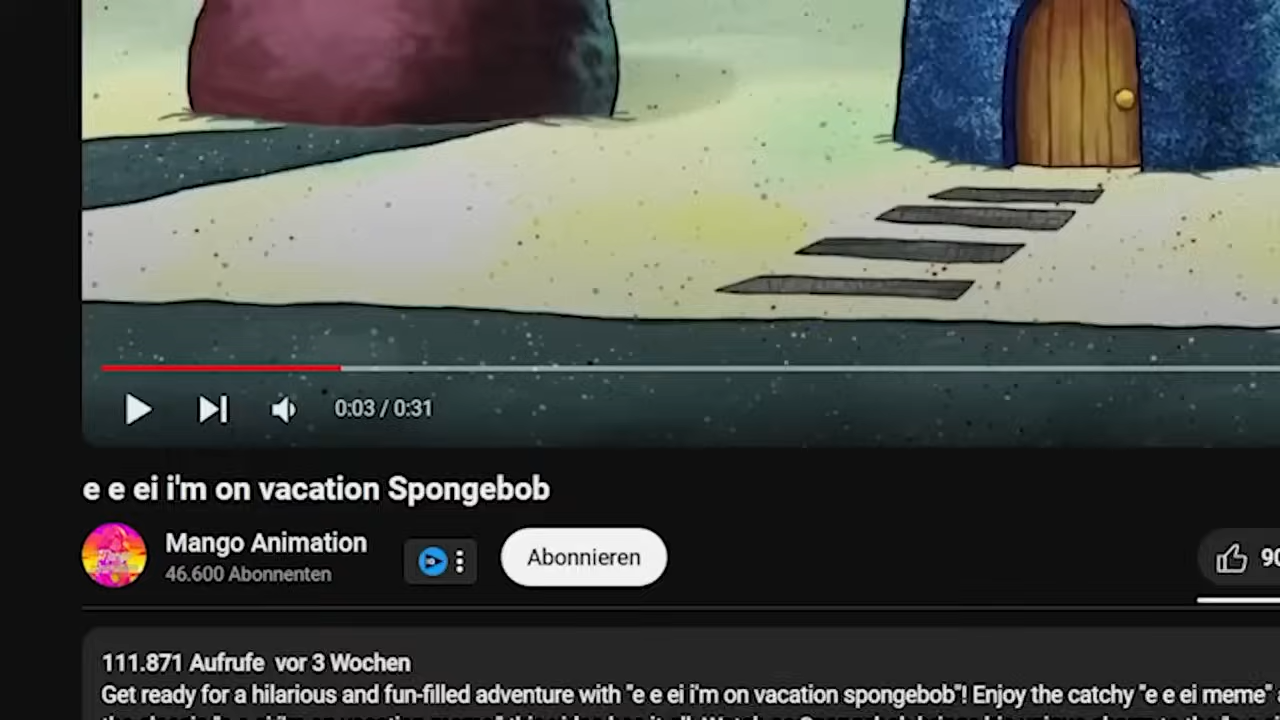 0:03 / 0:31
e e ei i'm on vacation Spongebob
Mango Animation
46.600 Abonnenten
Abonnieren
90
111.871 Aufrufe vor 3 Wochen
Get ready for a hilarious and fun-filled adventure with "e e ei i'm on vacation spongebob"! Enjoy the catchy "e e ei meme"